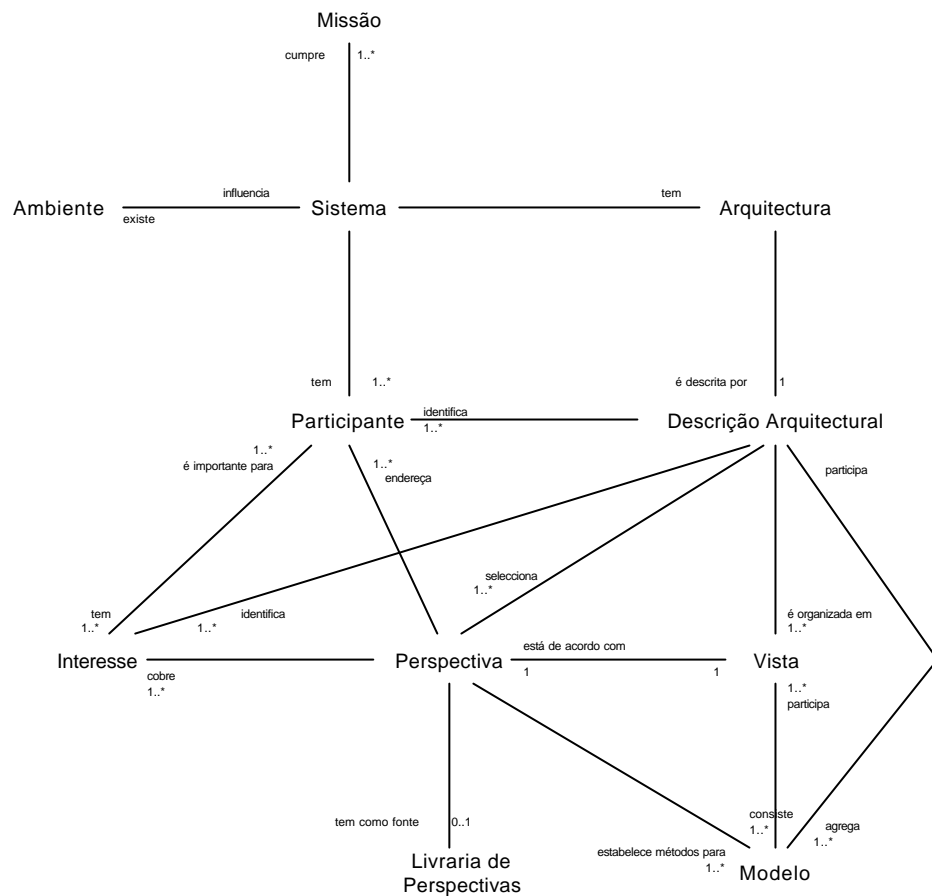 Missão
cumpre 1..*
influencia
tem
Ambiente
Sistema
Arquitectura
existe
tem 1..*
é descrita por 1
Participante
identifica
1..*
Descrição Arquitectural
1..*
é importante para
1..*
endereça
participa
selecciona
1..*
tem
1..*
identifica
1..*
é organizada em
1..*
Interesse
cobre
1..*
Perspectiva
está de acordo com
1
1
Vista
1..*
participa
tem como fonte 0..1
consiste
1..*
agrega
1..*
estabelece métodos para
1..*
Livraria de
Perspectivas
Modelo